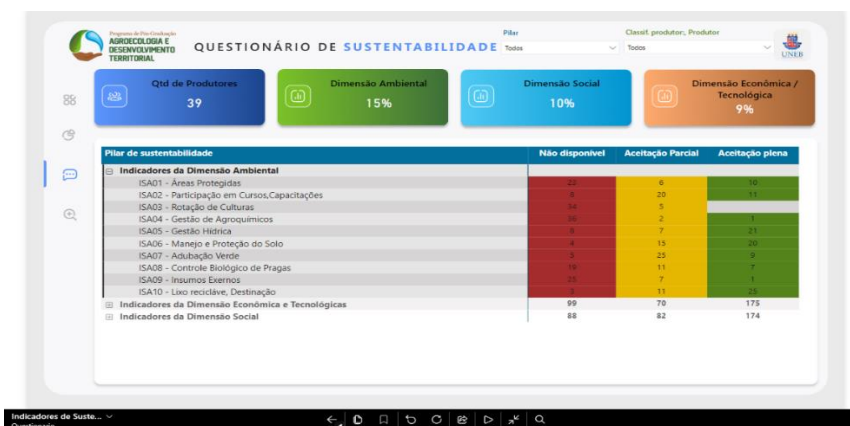 Programa de Pós-Graduação
AGROECOLOGIA E
DESENVOLVIMENTO
TERRITORIAL
QUESTIONÁRIO DE SUSTENTABILIDADE
Pilar
Todos
Classif. produtor:, Produtor
Todos
UNEB
Qtd de Produtores
39
Dimensão Ambiental
15%
Dimensão Social
10%
Dimensão Econômica /
Tecnológica
9%
Pilar de sustentabilidade Não disponível Aceitação Parcial Aceitação plena
Indicadores da Dimensão Ambiental
ISA01 - Áreas Protegidas 6 10
ISA02 - Participação em Cursos,Capacitações 8 20 11
ISA03 - Rotação de Culturas 34 5
ISA04 - Gestão de Agroquímicos 36 2 1
ISA05 - Gestão Hídrica 7 21
ISA06 - Manejo e Proteção do Solo 4 15 20
ISA07 - Adubação Verde 25 9
ISA08 - Controle Biológico de Pragas 11 7
ISA09 - Insumos Exernos 7 1
ISA10 - Lixo recicláve, Destinação 3 11 25
Indicadores da Dimensão Econômica e Tecnológicas 99 70 175
Indicadores da Dimensão Social 88 82 174
Indicadores de Suste...
Questionario